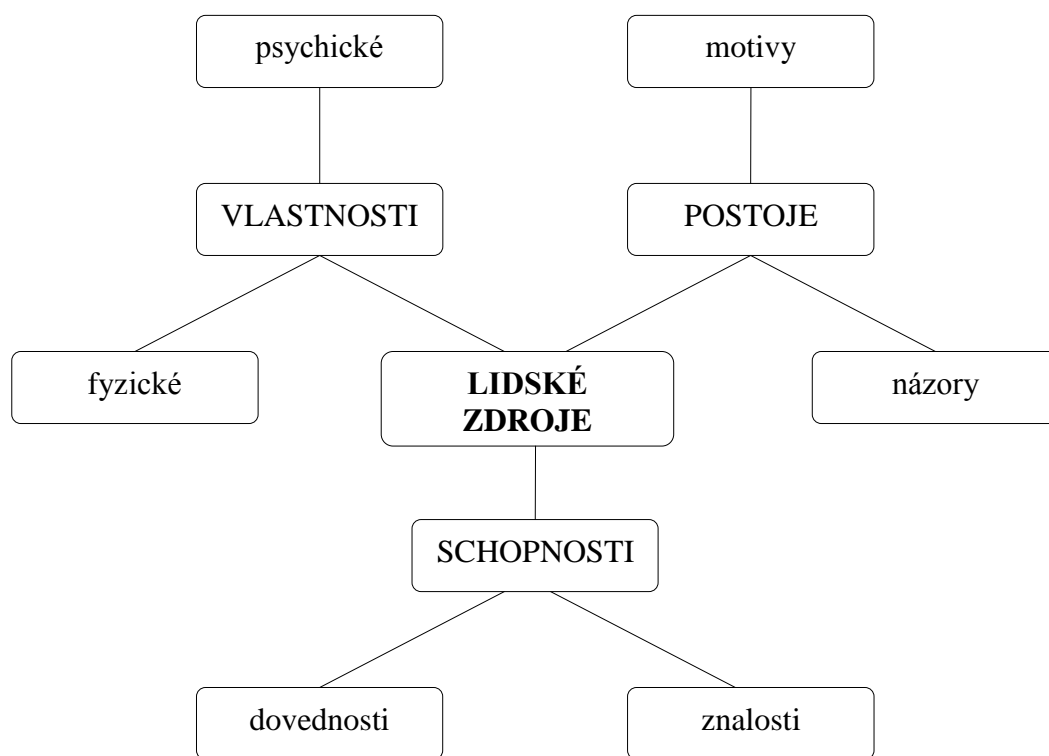 psychické
motivy
VLASTNOSTI
POSTOJE
fyzické
LIDSKÉ
ZDROJE
názory
SCHOPNOSTI
dovednosti
znalosti